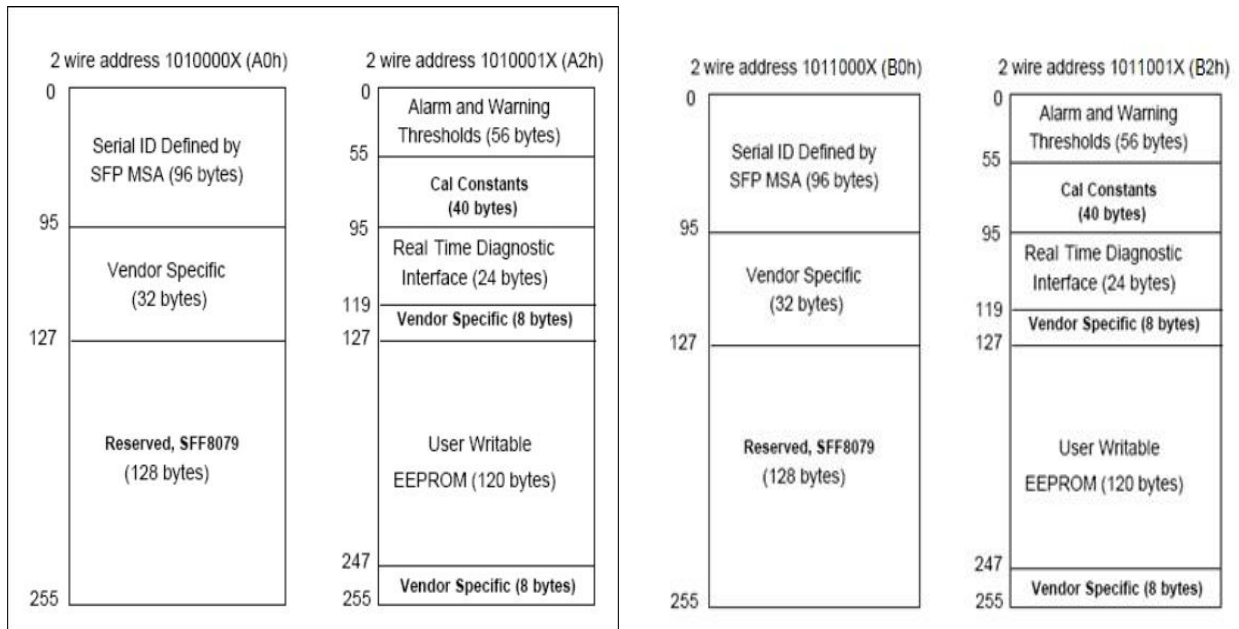 2 wire address 1010000X (A0h)
0
Serial ID Defined by
SFP MSA (96 bytes)
95
Vendor Specific
(32 bytes)
127
Reserved, SFF8079
(128 bytes)
255
2 wire address 1010001X (A2h)
0
Alarm and Warning
Thresholds (56 bytes)
55
Cal Constants
(40 bytes)
95
Real Time Diagnostic
Interface (24 bytes)
119
Vendor Specific (8 bytes)
127
User Writable
EEPROM (120 bytes)
247
Vendor Specific (8 bytes)
255
2 wire address 1011000X (B0h)
0
Serial ID Defined by
SFP MSA (96 bytes)
95
Vendor Specific
(32 bytes)
127
Reserved, SFF8079
(128 bytes)
255
2 wire address 1011001X (B2h)
0
Alarm and Warning
Thresholds (56 bytes)
55
Cal Constants
(40 bytes)
95
Real Time Diagnostic
Interface (24 bytes)
119
Vendor Specific (8 bytes)
127
User Writable
EEPROM (120 bytes)
247
Vendor Specific (8 bytes)
255